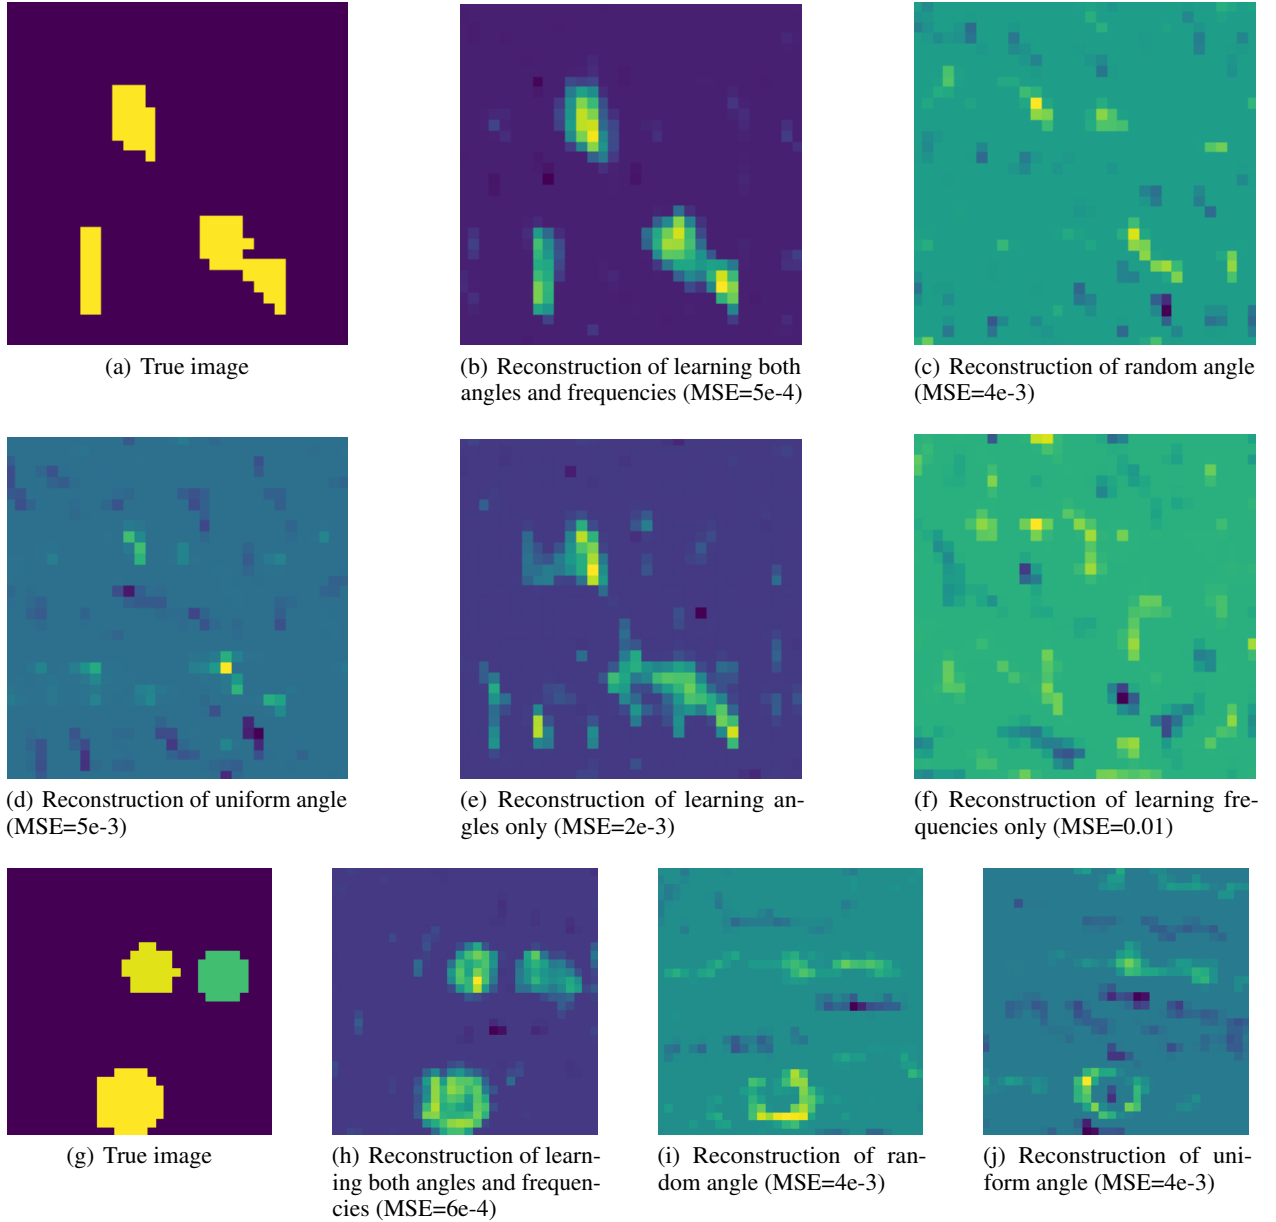 (a) True image
(b) Reconstruction of learning both
angles and frequencies (MSE=5e-4)
(c) Reconstruction of random angle
(MSE=4e-3)
(d) Reconstruction of uniform angle
(MSE=5e-3)
(e) Reconstruction of learning an-
gles only (MSE=2e-3)
(f) Reconstruction of learning fre-
quencies only (MSE=0.01)
(g) True image
(h) Reconstruction of learn-
ing both angles and frequen-
cies (MSE=6e-4)
(i) Reconstruction of ran-
dom angle (MSE=4e-3)
(j) Reconstruction of uni-
form angle (MSE=4e-3)